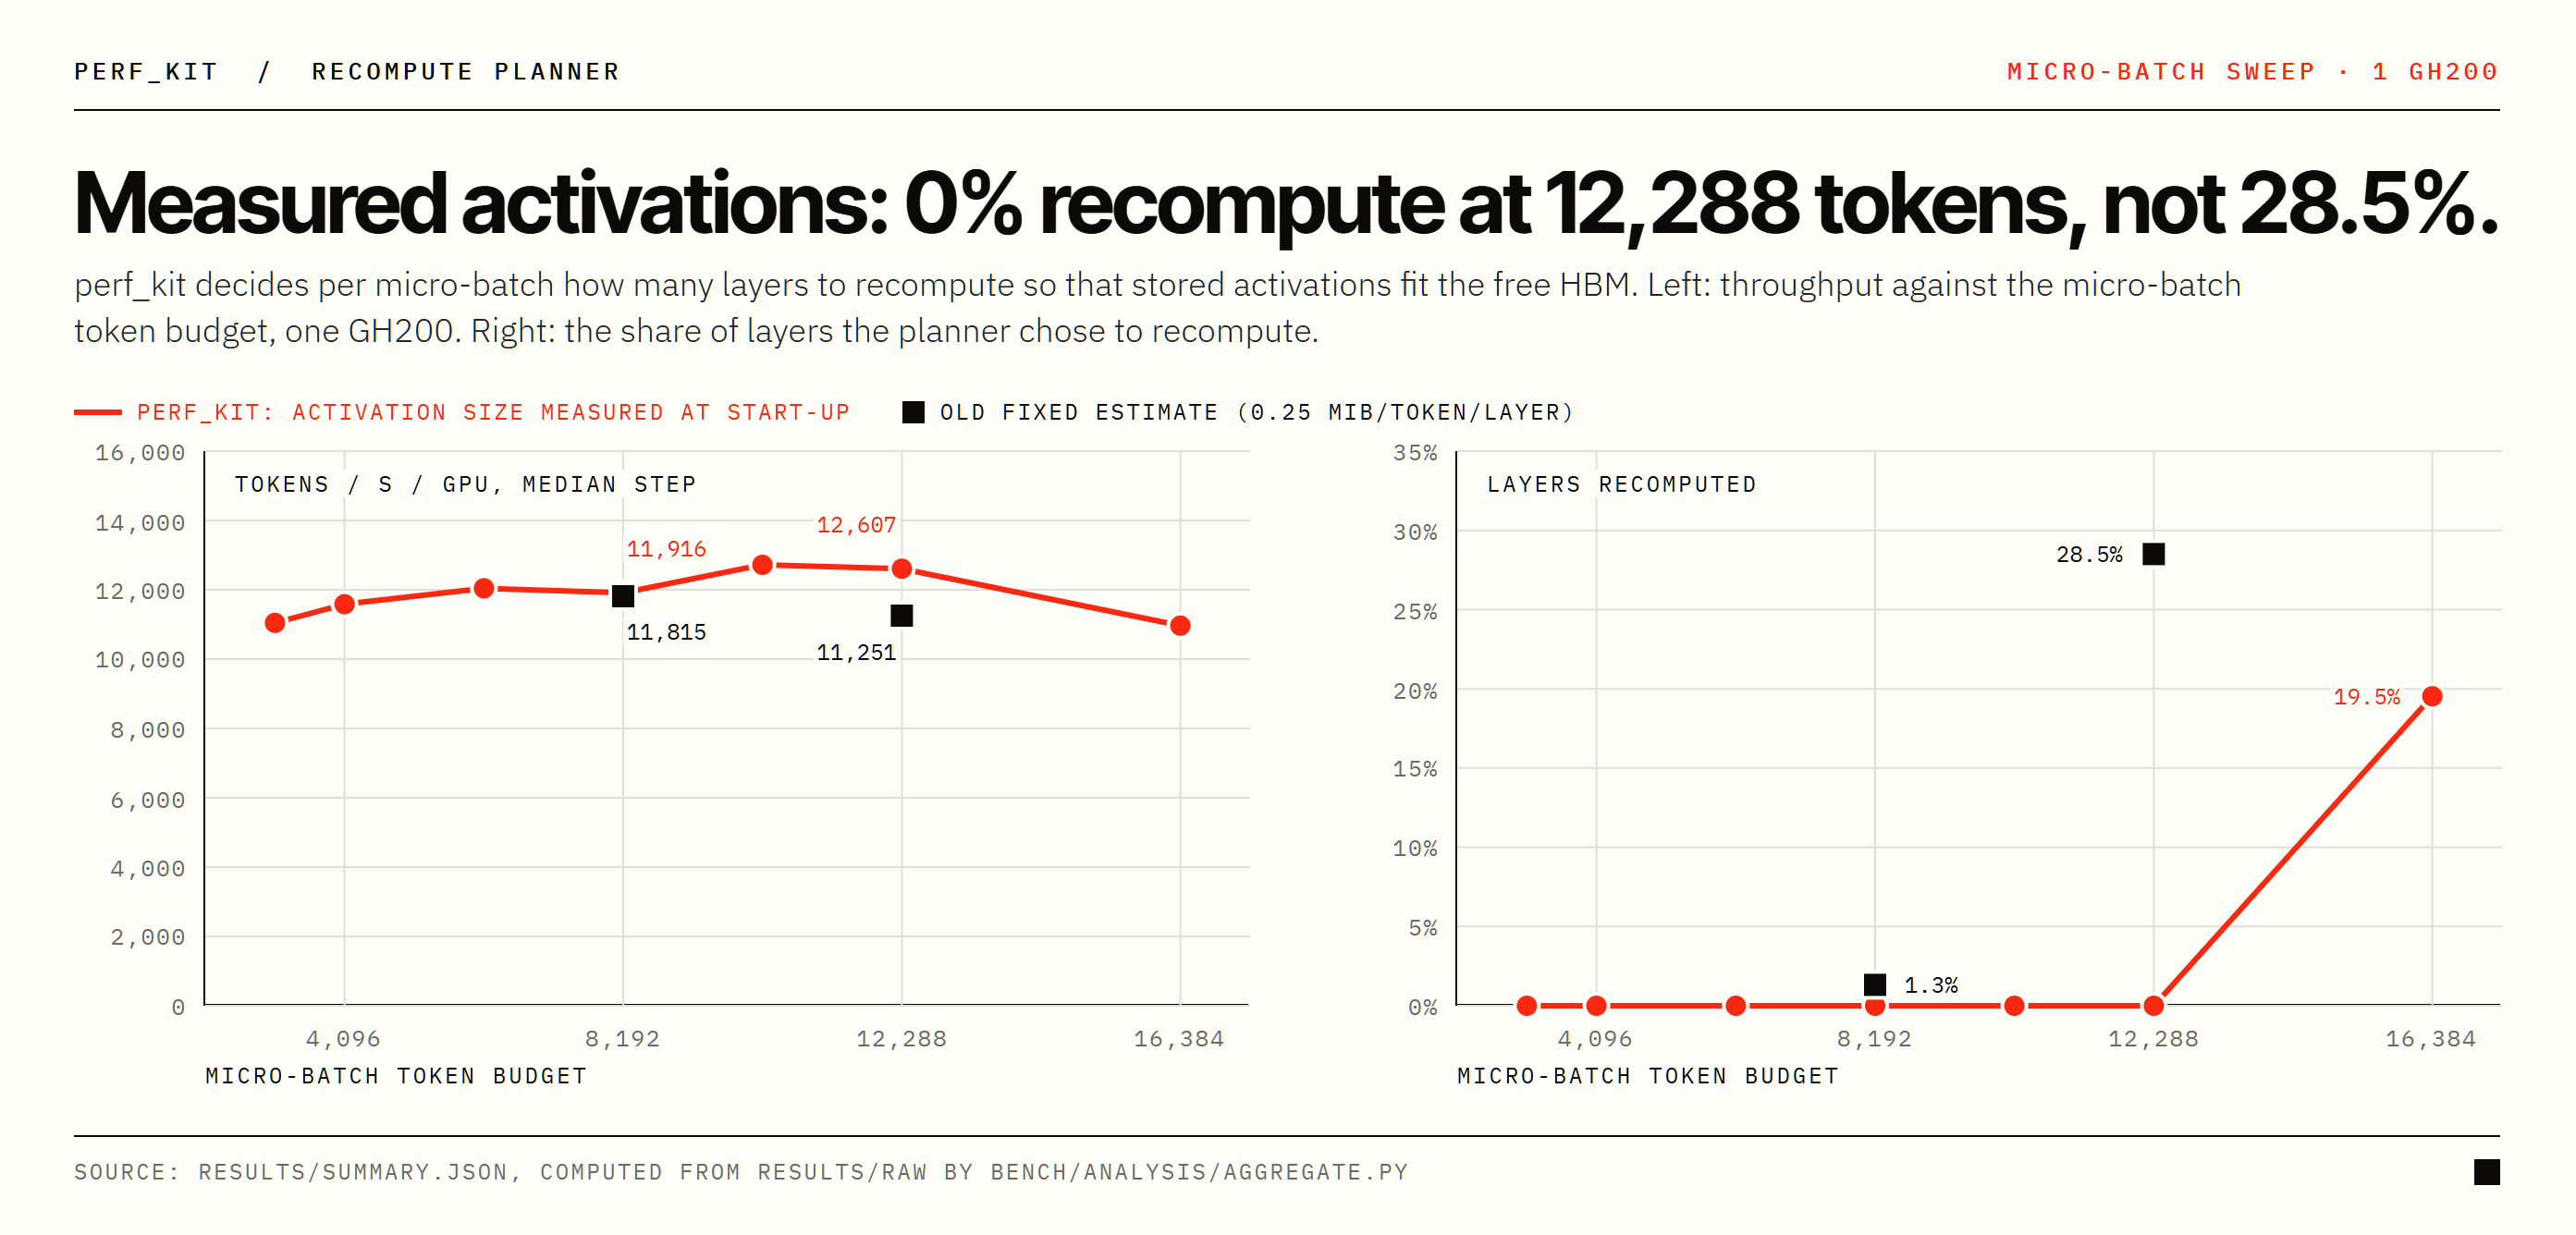 PERF_KIT / RECOMPUTE PLANNER
MICRO-BATCH SWEEP · 1 GH200
Measured activations: 0% recompute at 12,288 tokens, not 28.5%.
perf_kit decides per micro-batch how many layers to recompute so that stored activations fit the free HBM. Left: throughput against the micro-batch
token budget, one GH200. Right: the share of layers the planner chose to recompute.
PERF_KIT: ACTIVATION SIZE MEASURED AT START-UP
OLD FIXED ESTIMATE (0.25 MIB/TOKEN/LAYER)
TOKENS / S / GPU, MEDIAN STEP
16,000
14,000
12,000
10,000
8,000
6,000
4,000
2,000
0
11,916
12,607
11,815
11,251
4,096
8,192
12,288
16,384
MICRO-BATCH TOKEN BUDGET
LAYERS RECOMPUTED
35%
30%
25%
20%
15%
10%
5%
0%
28.5%
19.5%
1.3%
4,096
8,192
12,288
16,384
MICRO-BATCH TOKEN BUDGET
SOURCE: RESULTS/SUMMARY.JSON, COMPUTED FROM RESULTS/RAW BY BENCH/ANALYSIS/AGGREGATE.PY